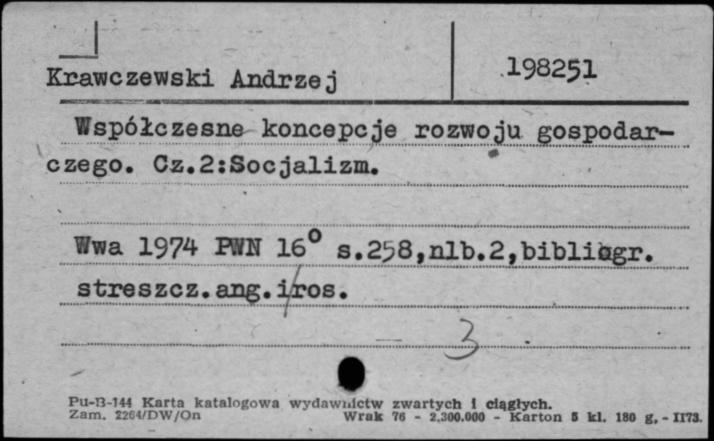 Krawczewski Andrzej
198251
Współczesne koncepcje rozwoju gospodar-
czego. Cz.2:Socjalizm.
Wwa 1974 PWN 16° s.258,nlb.2,bibliogr.
streszcz.ang.i/ros.
3
Pu-B-144 Karta katalogowa wydawnictw zwartych i ciągłych.
Zam. 2264/DW/On Wrak 76 - 2,300.000 - Karton 5 kl. 180 g. - II73.